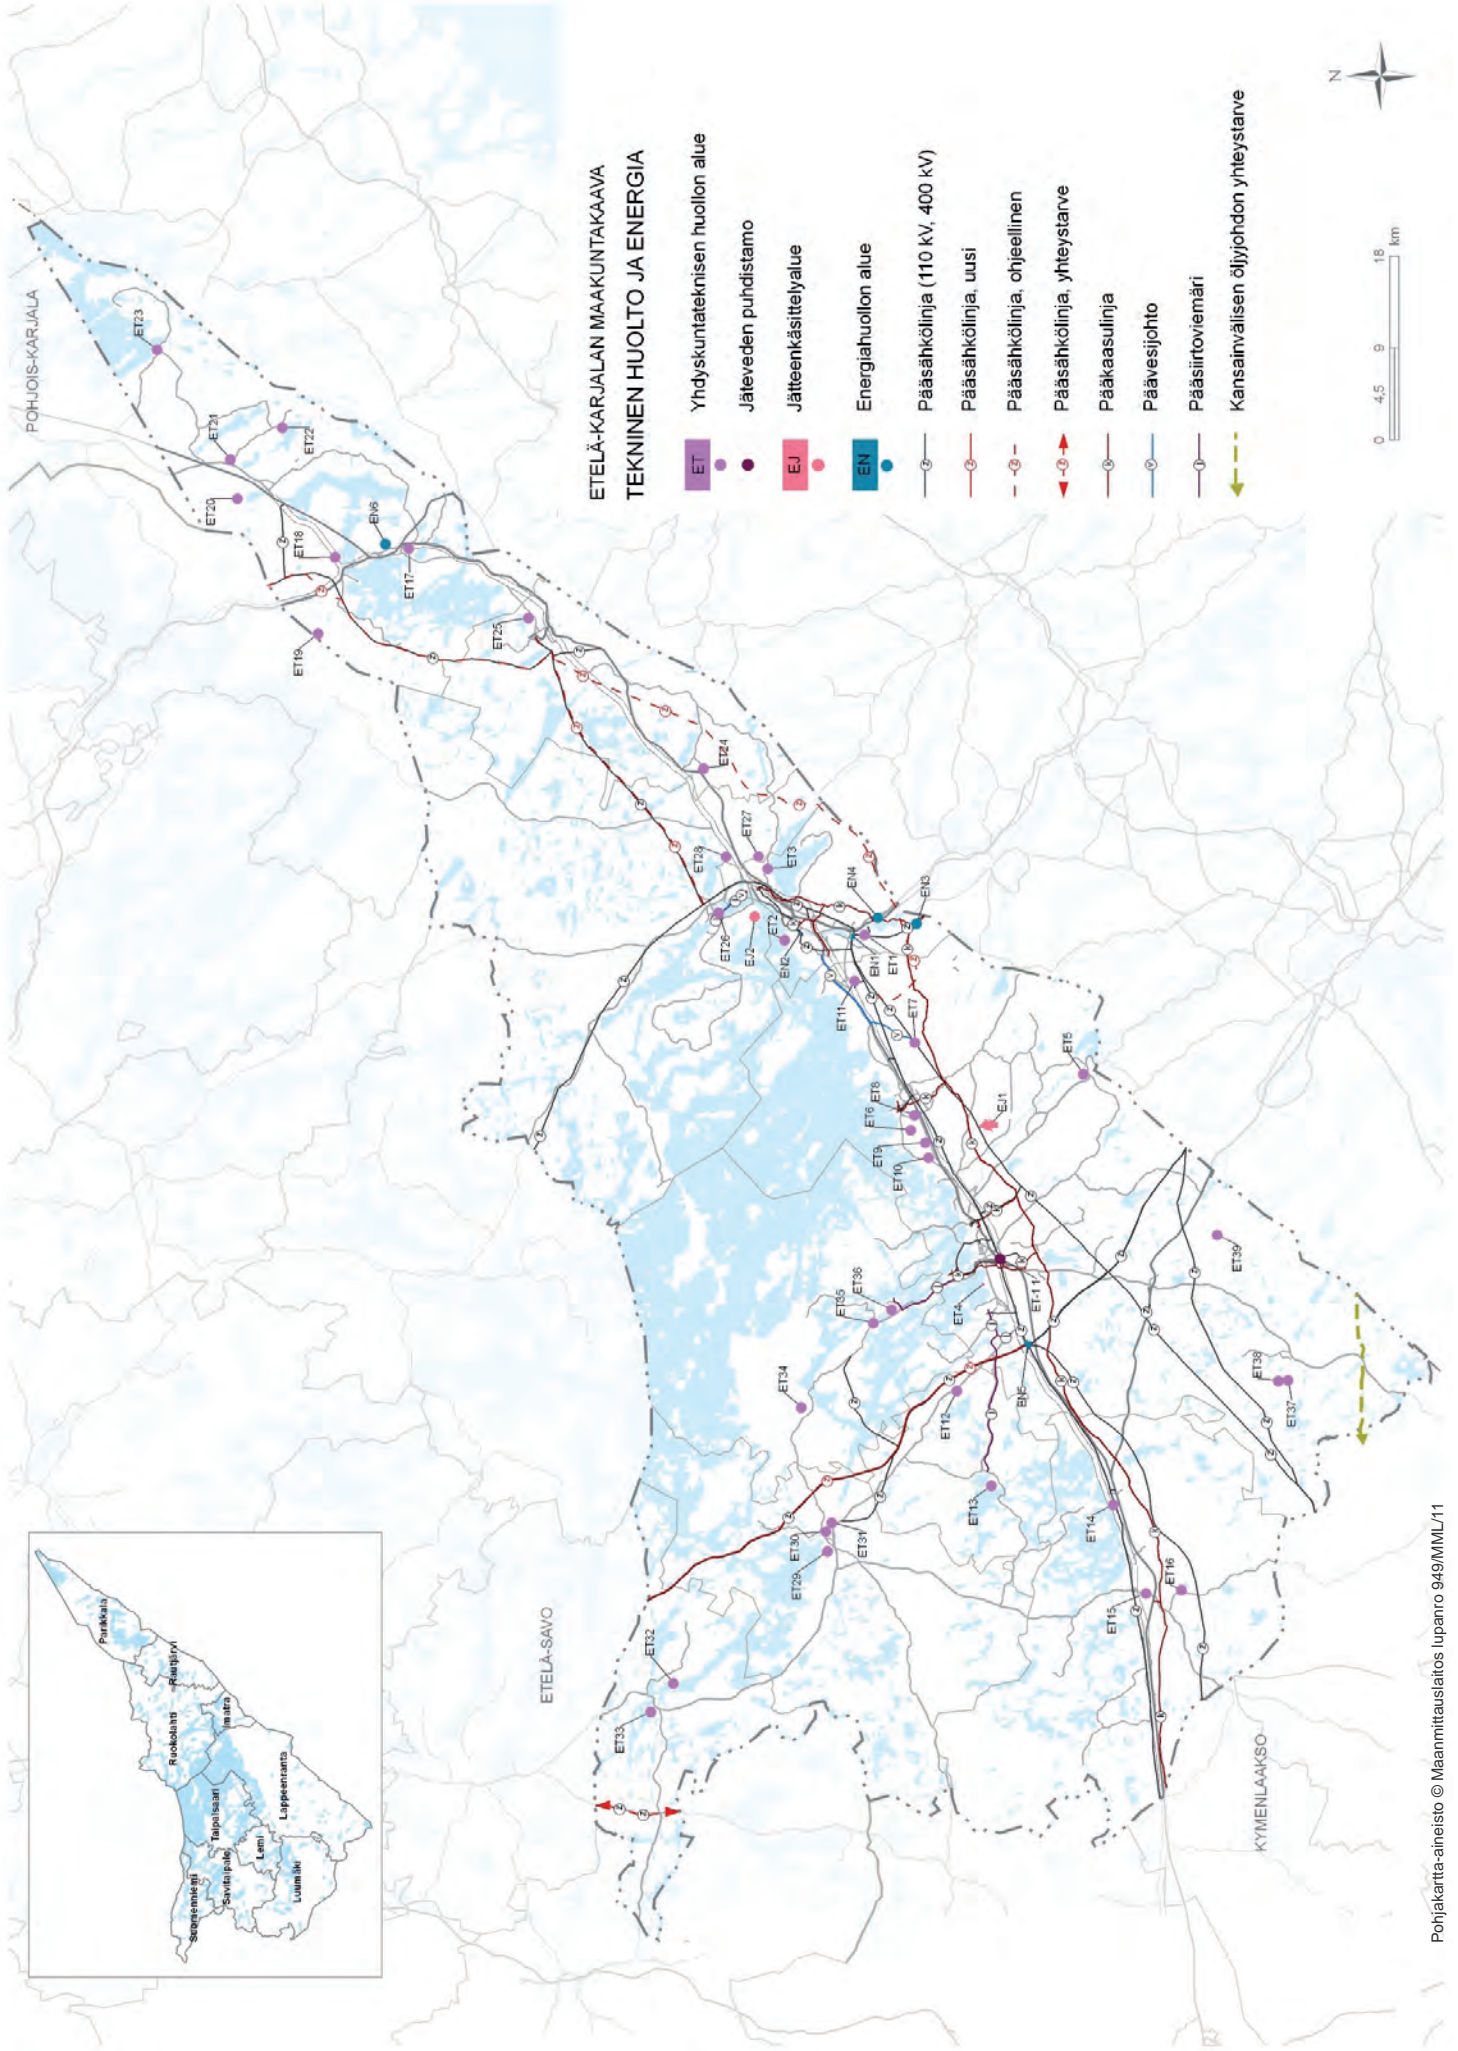 ETELÄ-KARJALAN MAAKUNTAKAAVA
TEKNINEN HUOLTO JA ENERGIA
ET
Yhdyskuntateknisen huollon alue
Jäteveden puhdistamo
EJ
Jätteenkäsittelyalue
EN
Energiahuollon alue
z
Pääsähkölinja (110 kV, 400 kV)
z
Pääsähkölinja, uusi
z
Pääsähkölinja, ohjeellinen
z
Pääsähkölinja, yhteystarve
k
Pääkaasulinja
v
Päävesijohto
j
Pääsiirtoviemäri
Kansainvälisen öljyjohdon yhteystarve
N
0 4,5 9 18
km
POHJOIS-KARJALA
ETELÄ-SAVO
KYMENLAAKSO
Parikkala
Rautjärvi
Ruokolahti
Imatra
Taipalsaari
Lappeenranta
Suomenniemi
Savitaipale
Lemi
Luumäki
ET23
ET21
ET22
ET20
ET18
EN6
ET17
ET19
ET25
ET24
ET27
ET28
ET3
ET26
EJ2
ET2
EN2
EN4
EN3
EN1
ET1
ET11
ET7
ET5
ET8
ET6
ET9
ET10
EJ1
ET39
ET36
ET35
ET4
ET-11
ET34
ET12
EN5
ET38
ET37
ET13
ET14
ET30
ET29
ET31
ET16
ET15
ET32
ET33
Pohjakartta-aineisto © Maanmittauslaitos lupanro 949/MML/11